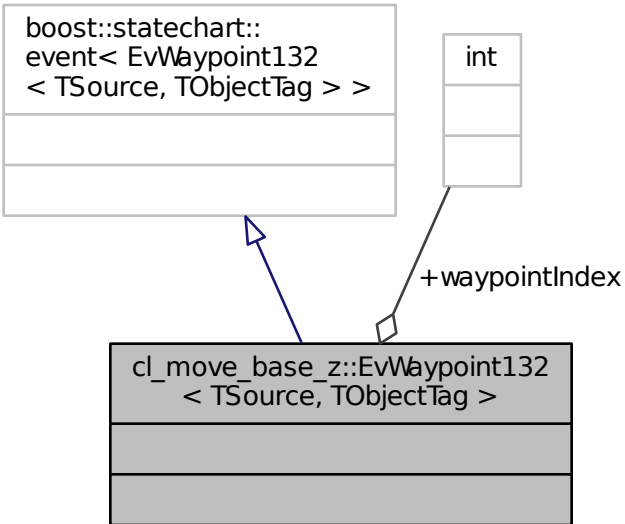 boost::statechart::
event< EvWaypoint132
< TSource, TObjectTag > >
int
+waypointIndex
cl_move_base_z::EvWaypoint132
< TSource, TObjectTag >